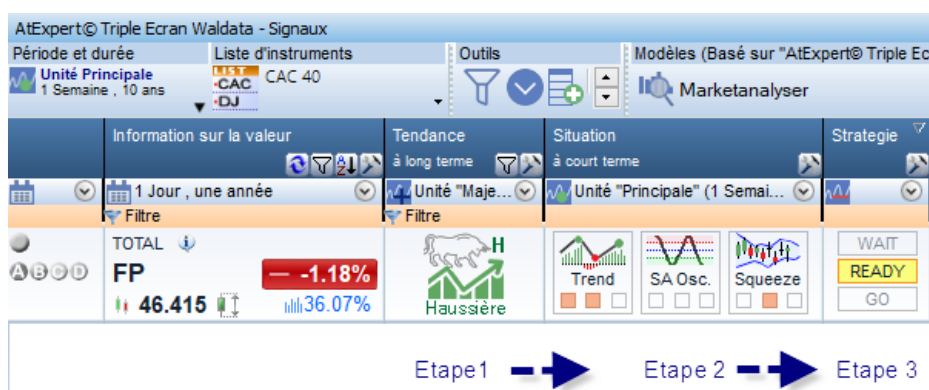 AtExpert© Triple Ecran Waldata - Signaux
Période et durée
Liste d'instruments
Outils
Modèles (Basé sur "AtExpert© Triple Ec
Unité Principale
1 Semaine , 10 ans
LIST
•CAC
•DJ
CAC 40
Marketanalyser
Information sur la valeur
Tendance
à long terme
Situation
à court terme
Strategie
1 Jour , une année
Unité "Maje...
Unité "Principale" (1 Semai...
Filtre
Filtre
TOTAL
A B C D
FP
-1.18%
46.415
36.07%
H
Haussière
Trend
SA Osc.
Squeeze
WAIT
READY
GO
Etape1
Etape 2
Etape 3